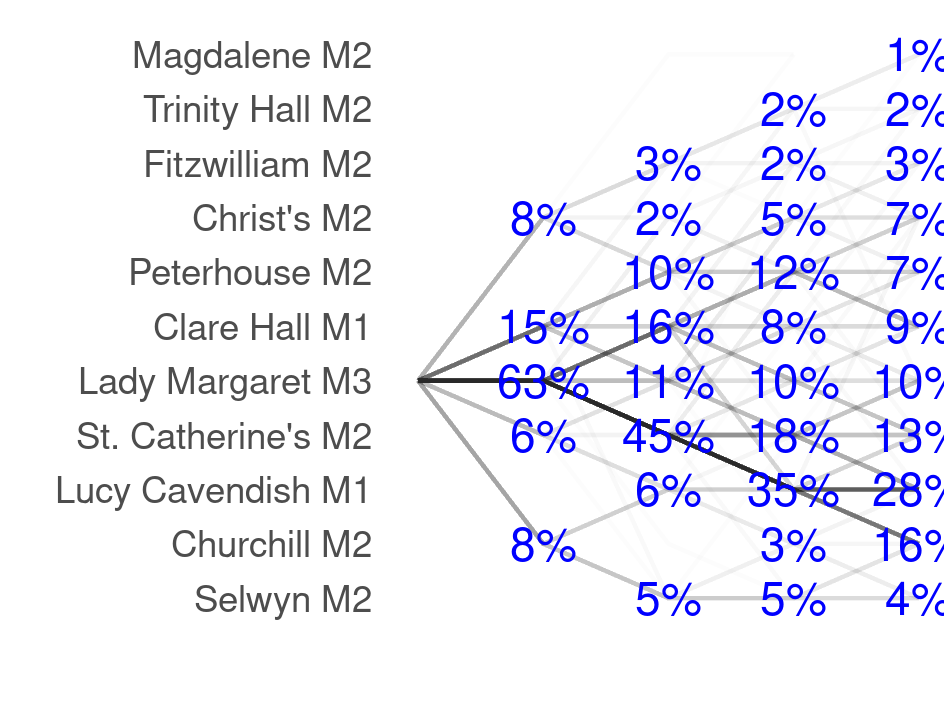 Magdalene M2 1%
Trinity Hall M2 2% 2%
Fitzwilliam M2 3% 2% 3%
Christ's M2 8% 2% 5% 7%
Peterhouse M2 10% 12% 7%
Clare Hall M1 15% 16% 8% 9%
Lady Margaret M3 63% 11% 10% 10%
St. Catherine's M2 6% 45% 18% 13%
Lucy Cavendish M1 6% 35% 28%
Churchill M2 8% 3% 16%
Selwyn M2 5% 5% 4%